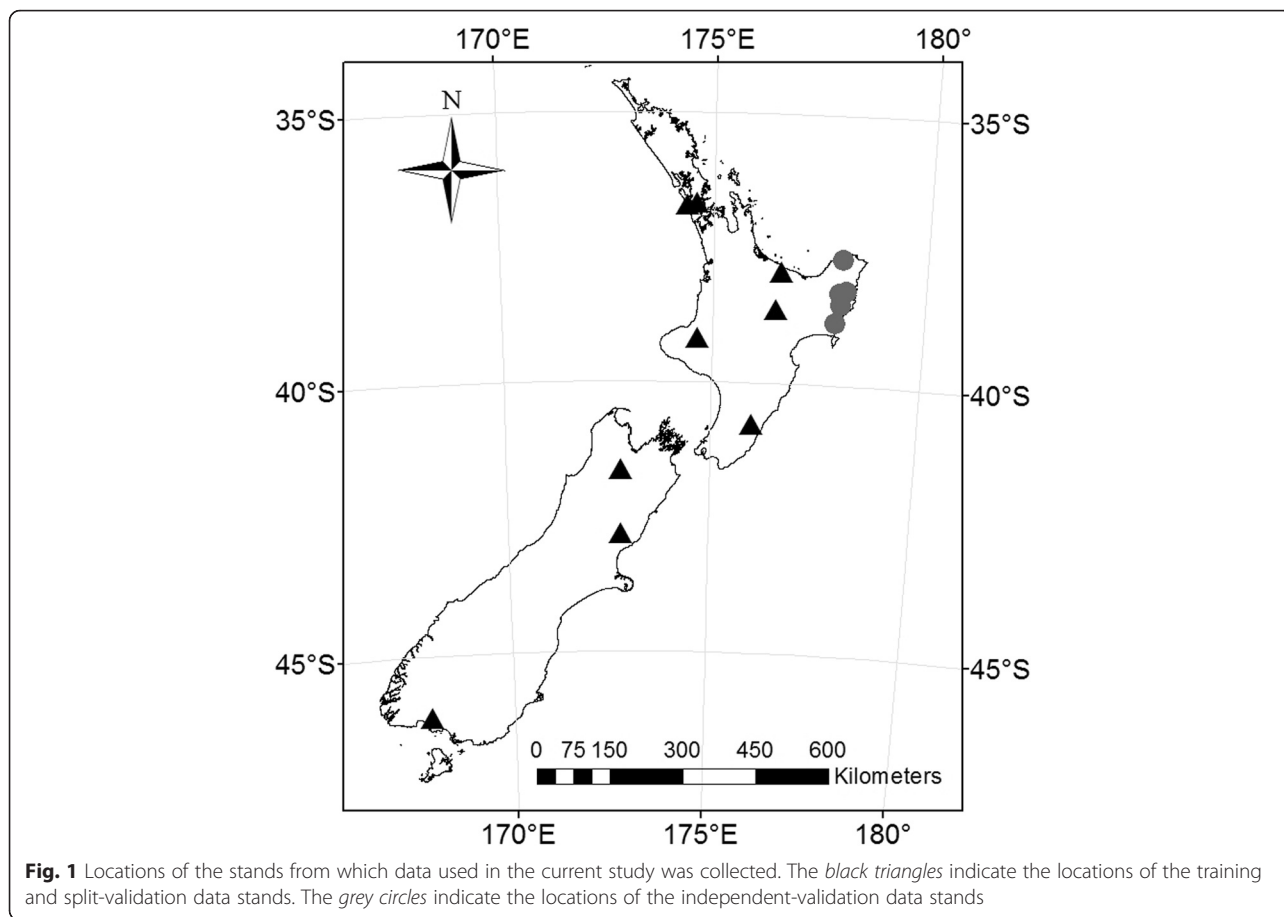 170°E 175°E 180°
N
35°S 35°S
40°S 40°S
45°S 45°S
0 75 150 300 450 600
Kilometers
170°E 175°E 180°
Fig. 1 Locations of the stands from which data used in the current study was collected. The black triangles indicate the locations of the training
and split-validation data stands. The grey circles indicate the locations of the independent-validation data stands